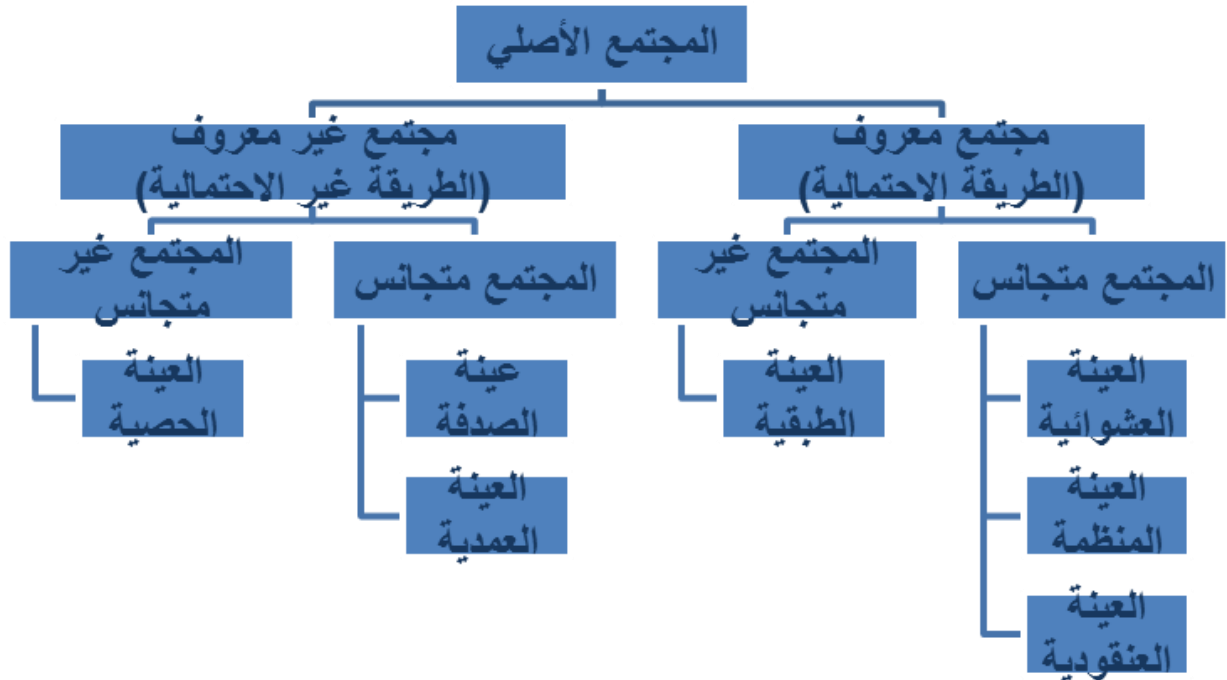 المجتمع الأصلي
مجتمع معروف
(الطريقة الاحتمالية)
مجتمع غير معروف
(الطريقة غير الاحتمالية)
المجتمع متجانس
المجتمع غير
متجانس
المجتمع متجانس
المجتمع غير
متجانس
العينة
العشوائية
العينة
الطبقية
عينة
الصدفة
العينة
الحصية
العينة
المنظمة
العينة
العمدية
العينة
العنقودية